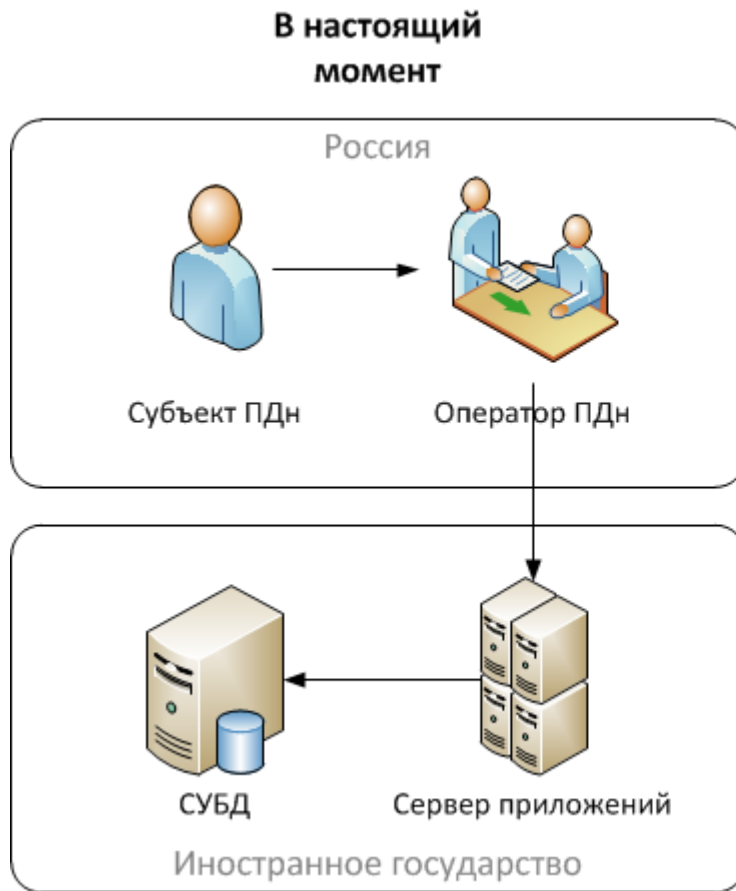 В настоящий
момент
Россия
Субъект ПДн
Оператор ПДн
СУБД
Сервер приложений
Иностранное государство